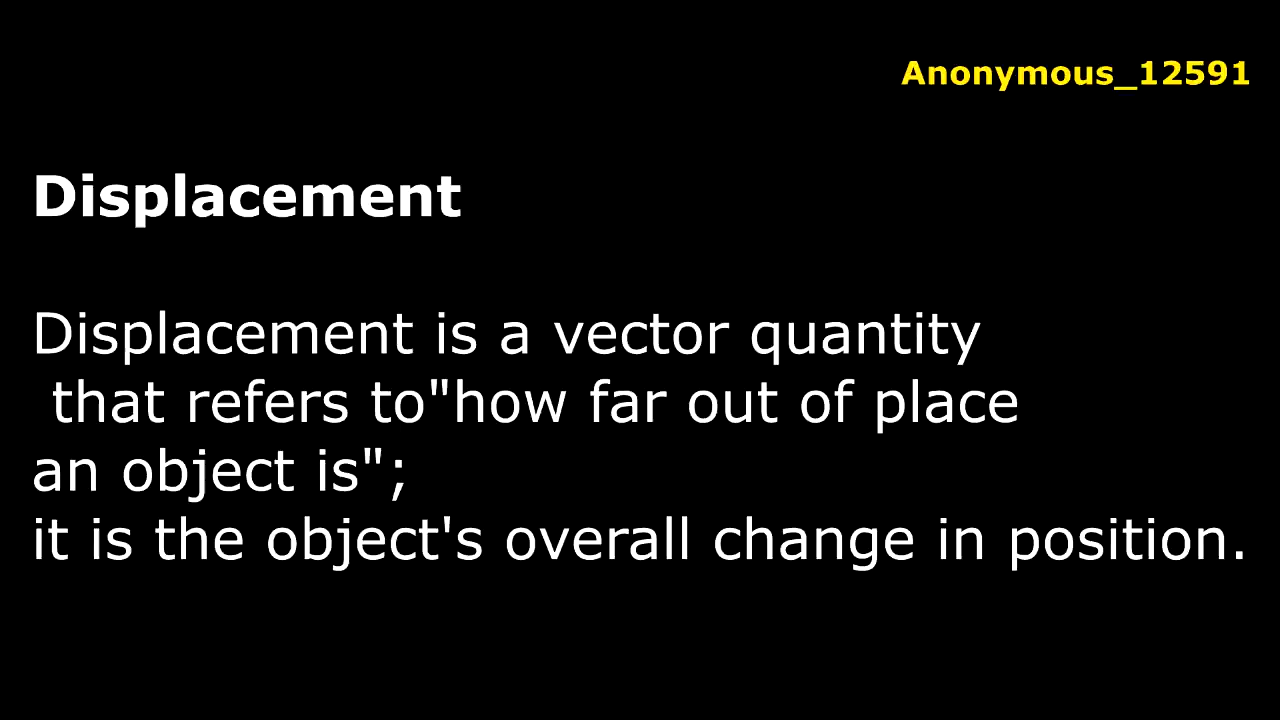 Anonymous_12591
Displacement
Displacement is a vector quantity
that refers to"how far out of place
an object is";
it is the object's overall change in position.